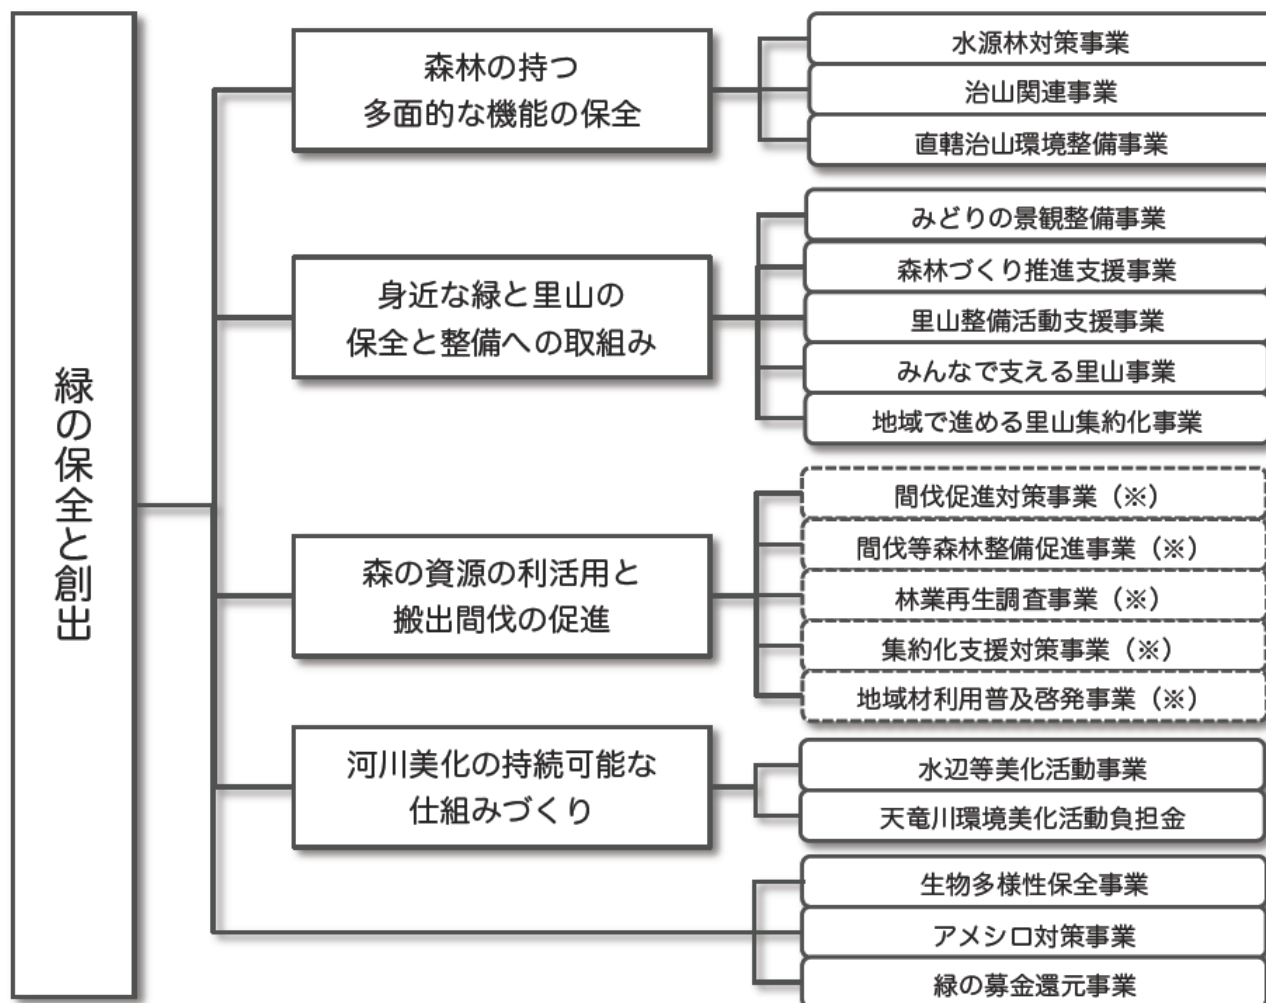 緑の保全と創出
森林の持つ
多面的な機能の保全
水源林対策事業
治山関連事業
直轄治山環境整備事業
身近な緑と里山の
保全と整備への取組み
みどりの景観整備事業
森林づくり推進支援事業
里山整備活動支援事業
みんなで支える里山事業
地域で進める里山集約化事業
森の資源の利活用と
搬出間伐の促進
間伐促進対策事業（※）
間伐等森林整備促進事業（※）
林業再生調査事業（※）
集約化支援対策事業（※）
地域材利用普及啓発事業（※）
河川美化の持続可能な
仕組みづくり
水辺等美化活動事業
天竜川環境美化活動負担金
生物多様性保全事業
アメシロ対策事業
緑の募金還元事業